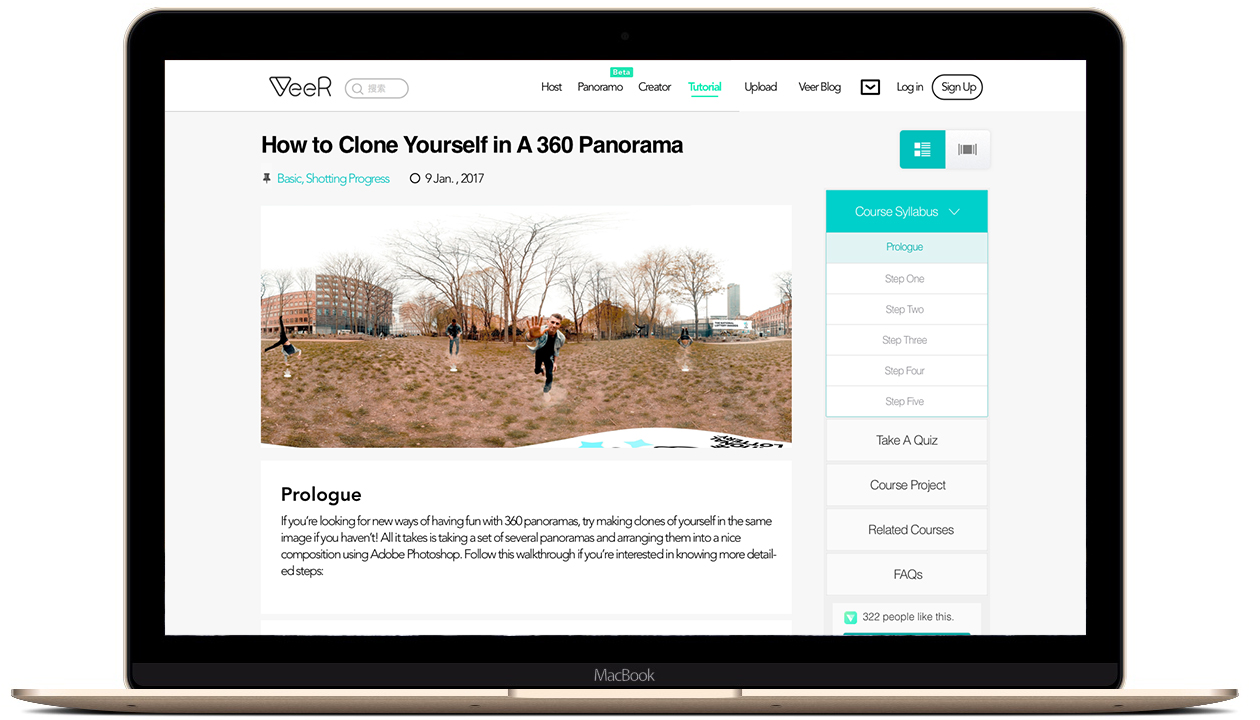 VeeR
搜索
Host
Panoramo
Beta
Creator
Tutorial
Upload
Veer Blog
Log in
Sign Up
How to Clone Yourself in A 360 Panorama
Basic, Shotting Progress
9 Jan. , 2017
Prologue
If you’re looking for new ways of having fun with 360 panoramas, try making clones of yourself in the same
image if you haven’t! All it takes is taking a set of several panoramas and arranging them into a nice
composition using Adobe Photoshop. Follow this walkthrough if you’re interested in knowing more detail-
ed steps:
Course Syllabus
Prologue
Step One
Step Two
Step Three
Step Four
Step Five
Take A Quiz
Course Project
Related Courses
FAQs
322 people like this.
MacBook